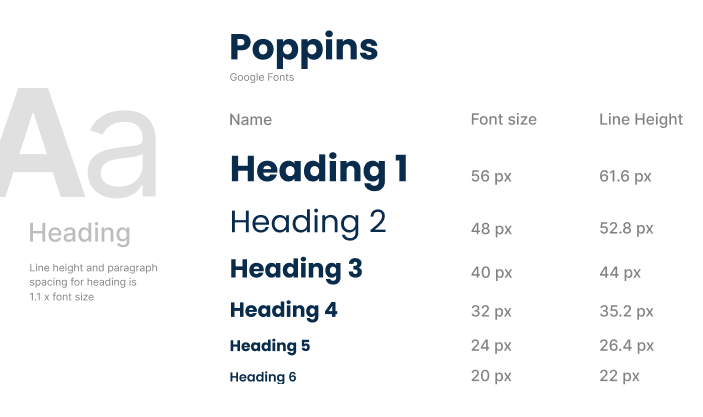 Poppins
Google Fonts
Aa
Heading
Line height and paragraph
spacing for heading is
1.1 x font size
Name Font size Line Height
Heading 1 56 px 61.6 px
Heading 2 48 px 52.8 px
Heading 3 40 px 44 px
Heading 4 32 px 35.2 px
Heading 5 24 px 26.4 px
Heading 6 20 px 22 px